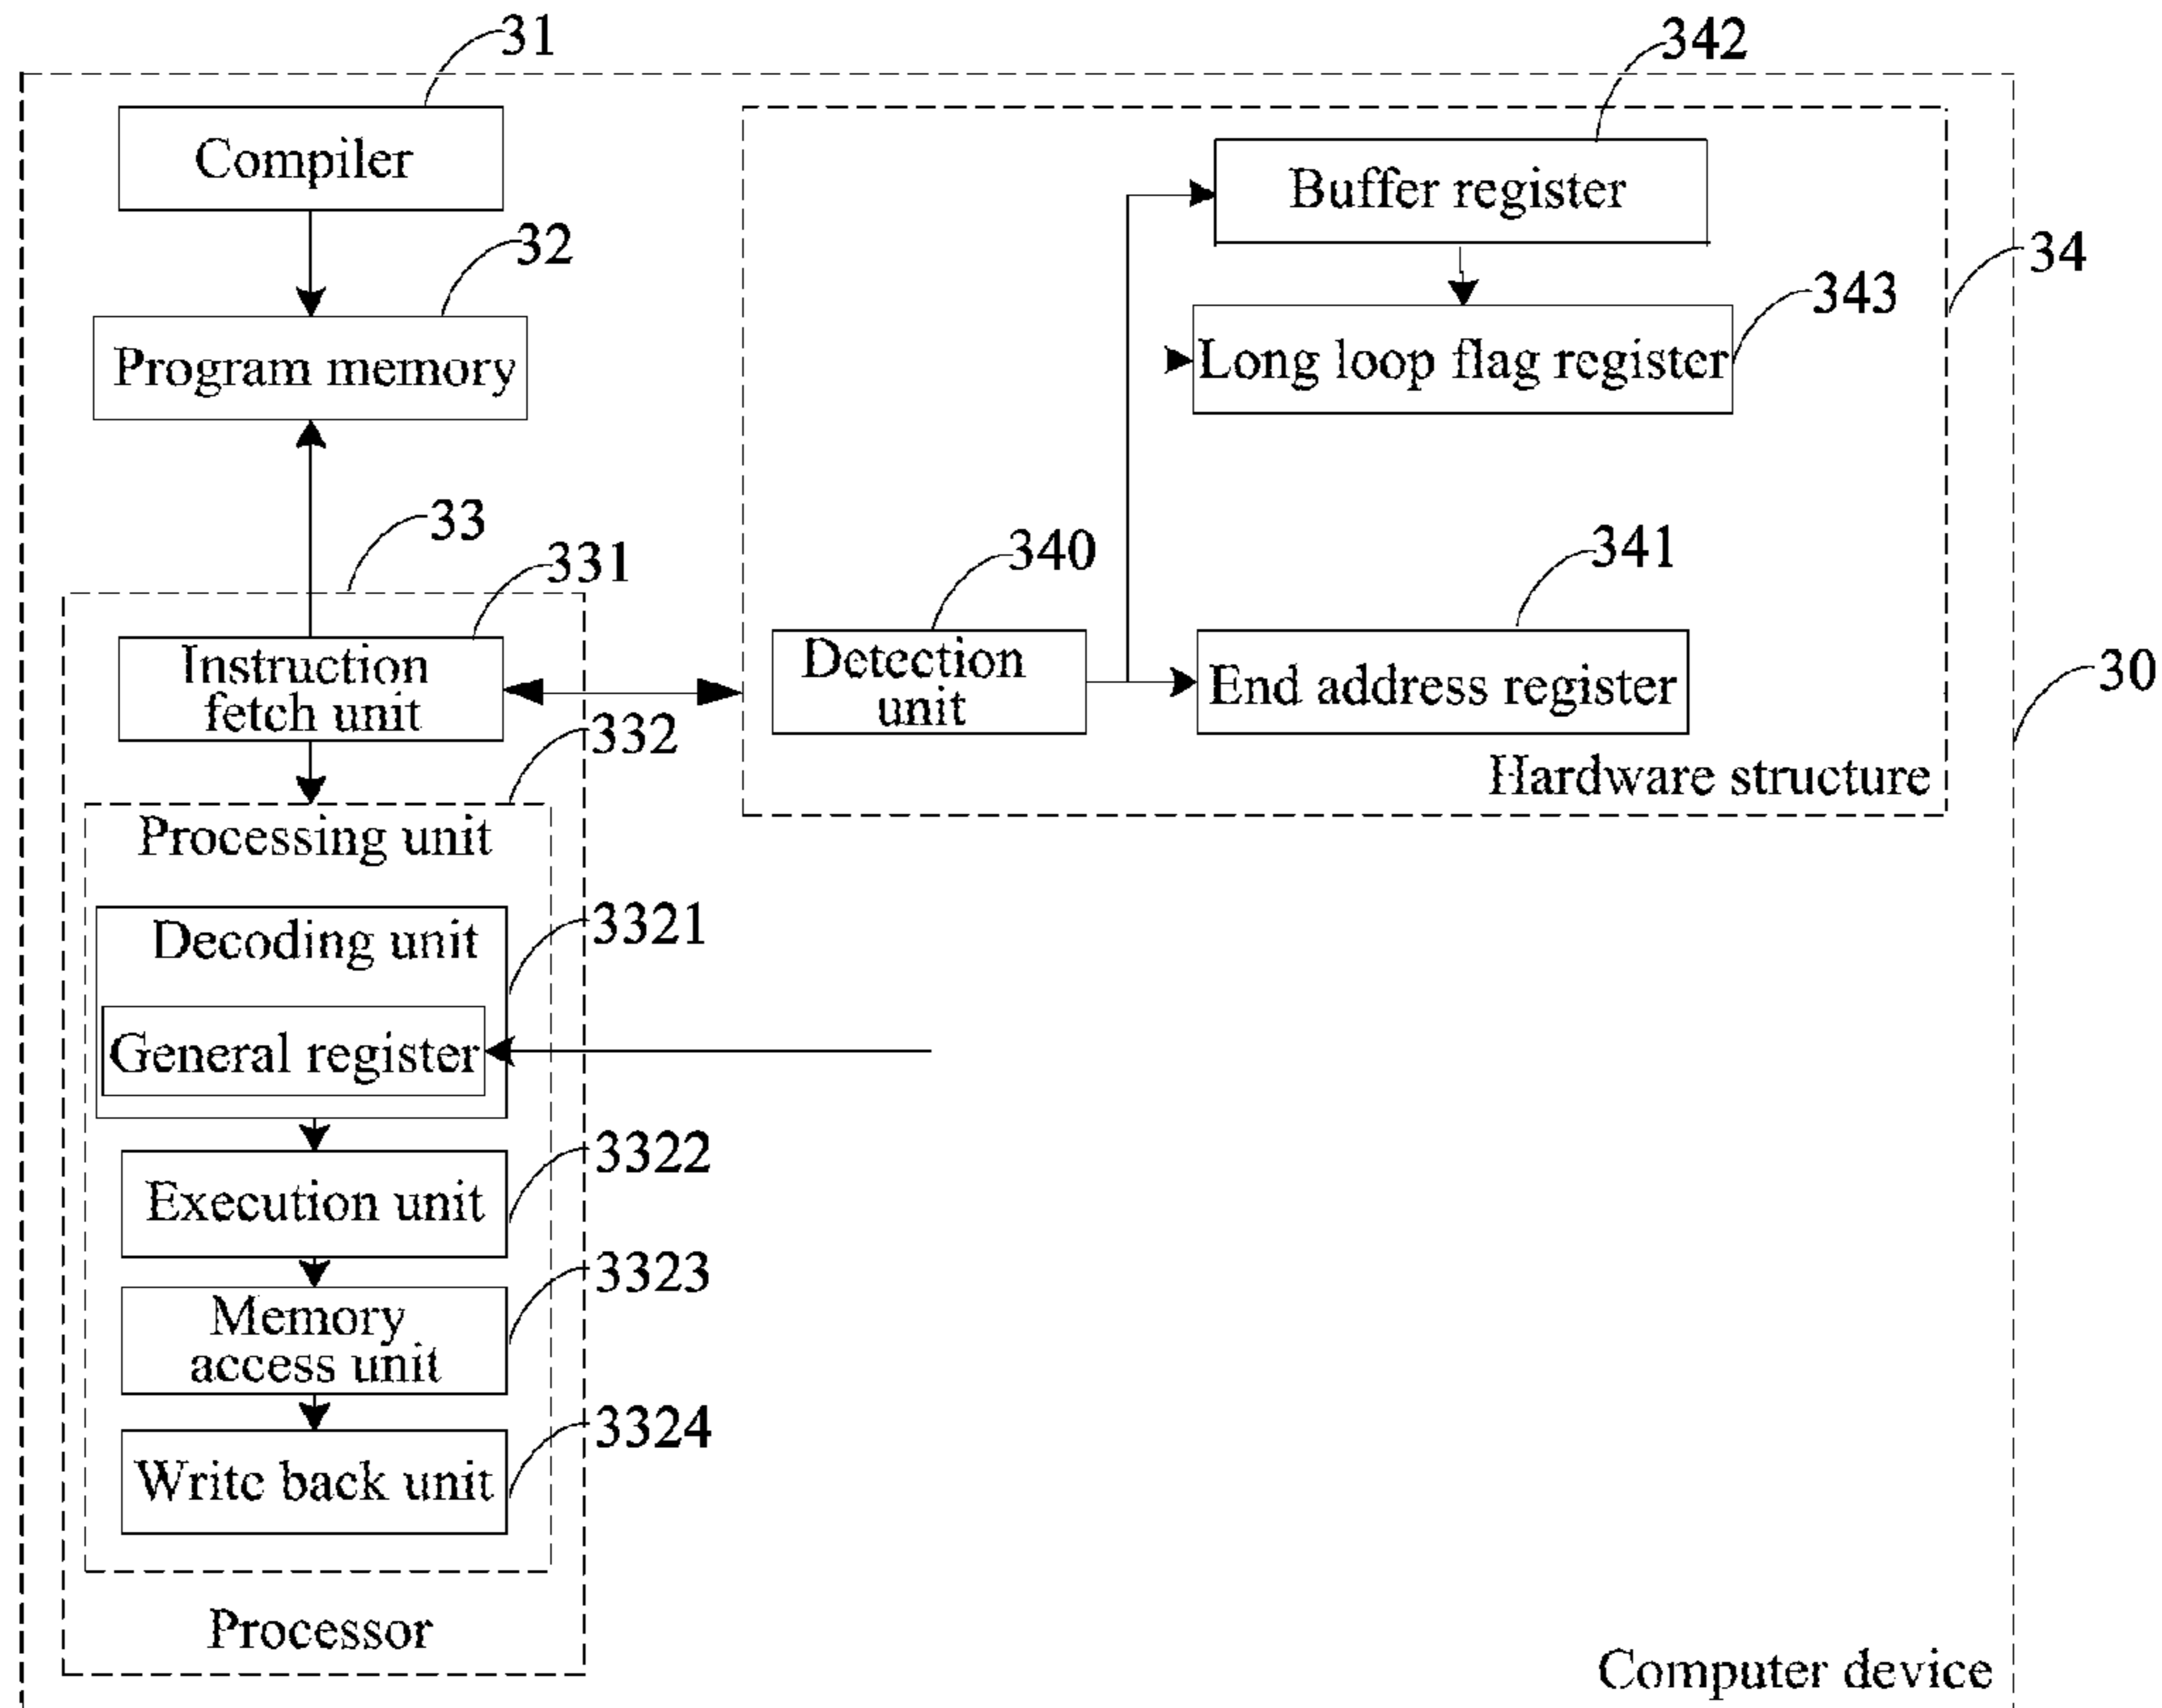 31
342
Compiler
Buffer register
32
34
343
Program memory
Long loop flag register
33
331
340
341
Instruction
fetch unit
Detection
unit
End address register
30
332
Hardware structure
Processing unit
Decoding unit
3321
General register
3322
Execution unit
3323
Memory
access unit
3324
Write back unit
Processor
Computer device